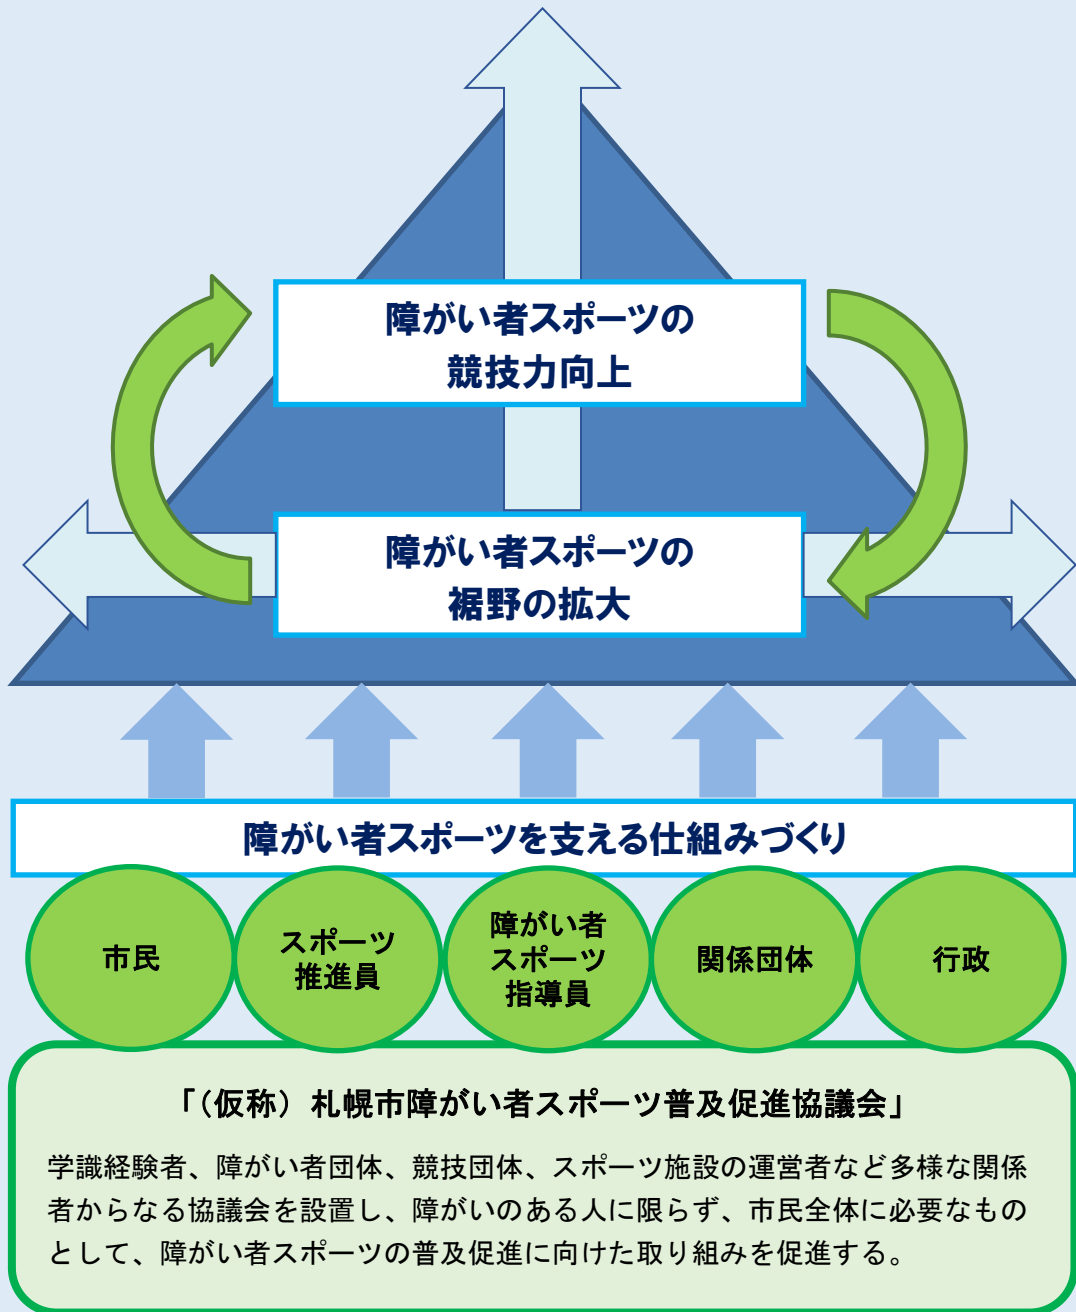 障がい者スポーツの
競技力向上
障がい者スポーツの
裾野の拡大
障がい者スポーツを支える仕組みづくり
市民
スポーツ
推進員
障がい者
スポーツ
指導員
関係団体
行政
「（仮称）札幌市障がい者スポーツ普及促進協議会」
学識経験者、障がい者団体、競技団体、スポーツ施設の運営者など多様な関係
者からなる協議会を設置し、障がいのある人に限らず、市民全体に必要なもの
として、障がい者スポーツの普及促進に向けた取り組みを促進する。